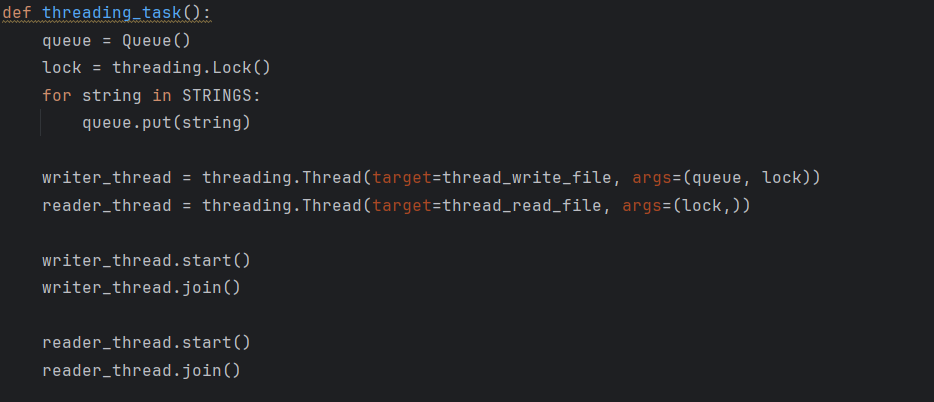 def threading_task():
    queue = Queue()
    lock = threading.Lock()
    for string in STRINGS:
        queue.put(string)

    writer_thread = threading.Thread(target=thread_write_file, args=(queue, lock))
    reader_thread = threading.Thread(target=thread_read_file, args=(lock,))

    writer_thread.start()
    writer_thread.join()

    reader_thread.start()
    reader_thread.join()